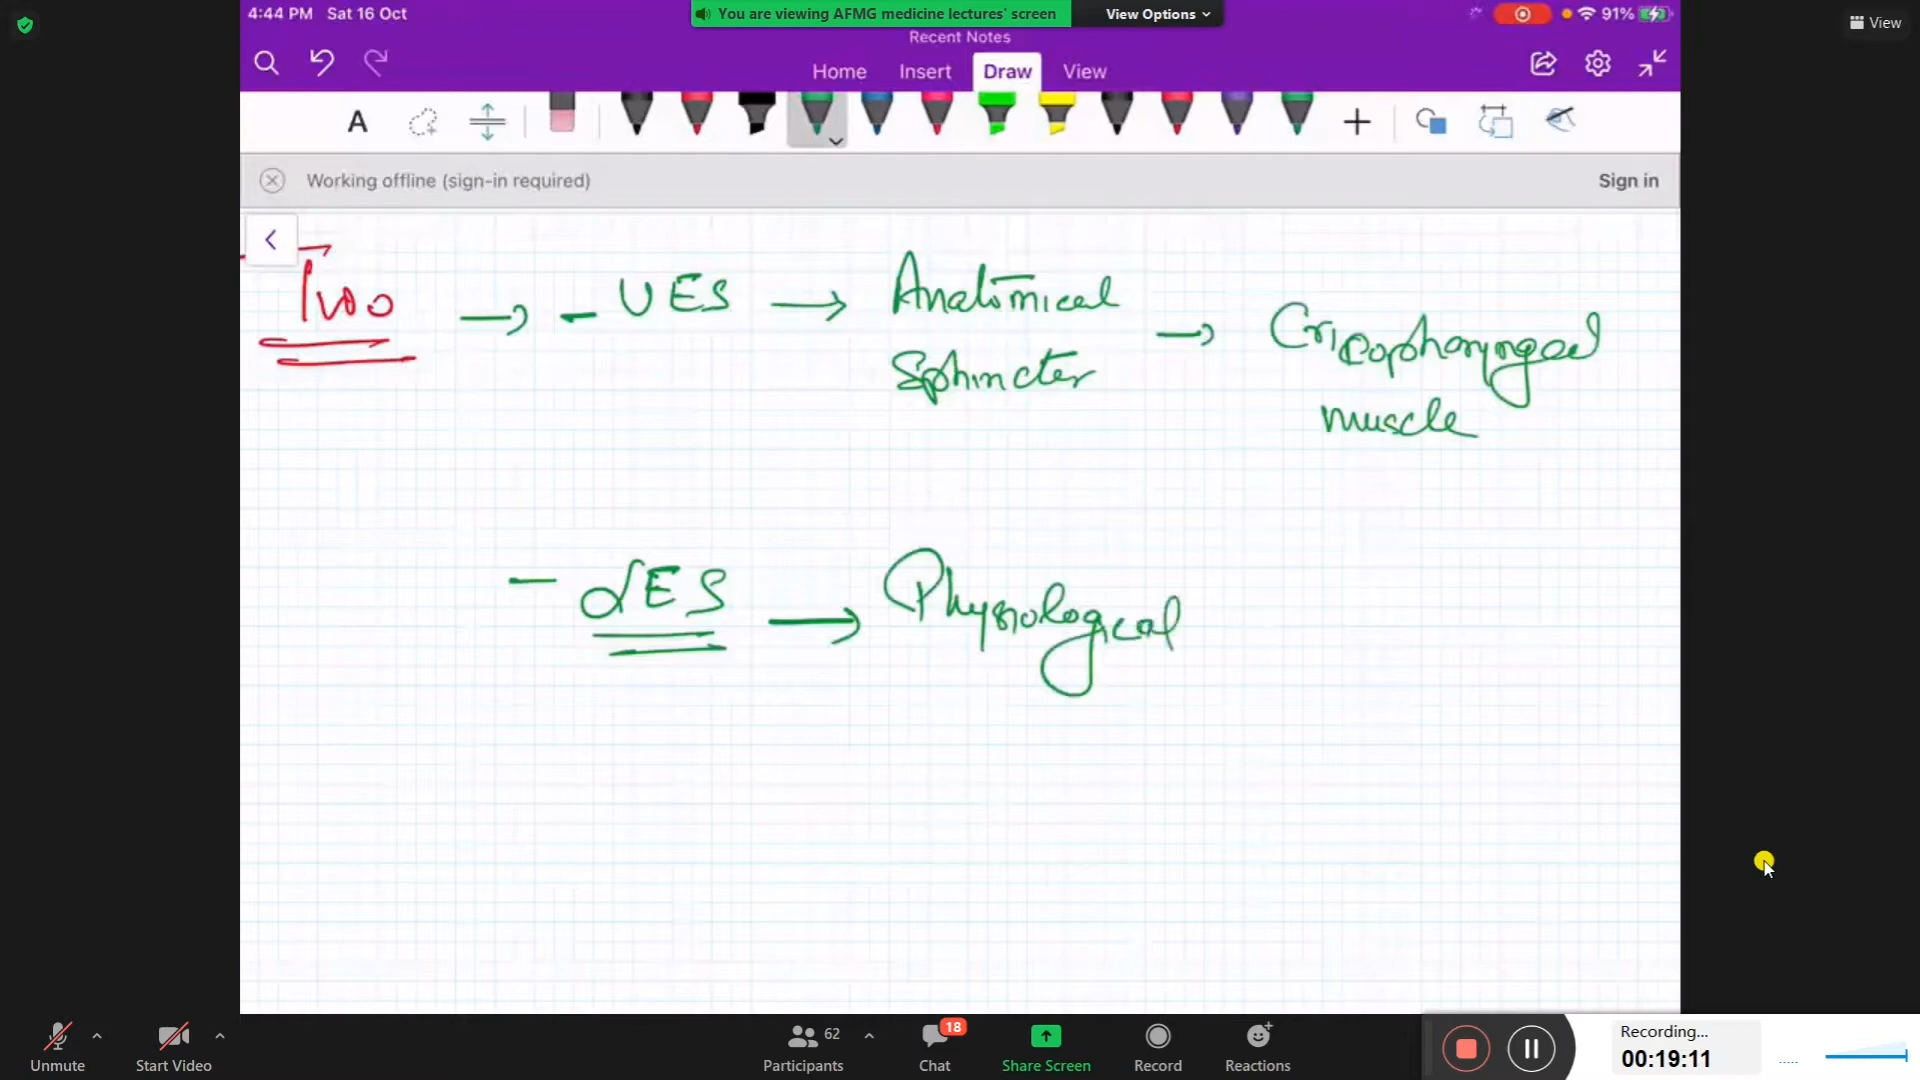 4:44 PM Sat 16 Oct
You are viewing AFMG medicine lectures' screen
View Options
91%
View
Recent Notes
Home Insert Draw View
A
Working offline (sign-in required)
Sign in
Two → - UES → Anatomical Sphincter → Cricopharyngeal muscle
- LES → Physiological
Unmute
Start Video
Participants 62
Chat 18
Share Screen
Record
Reactions
Recording...
00:19:11